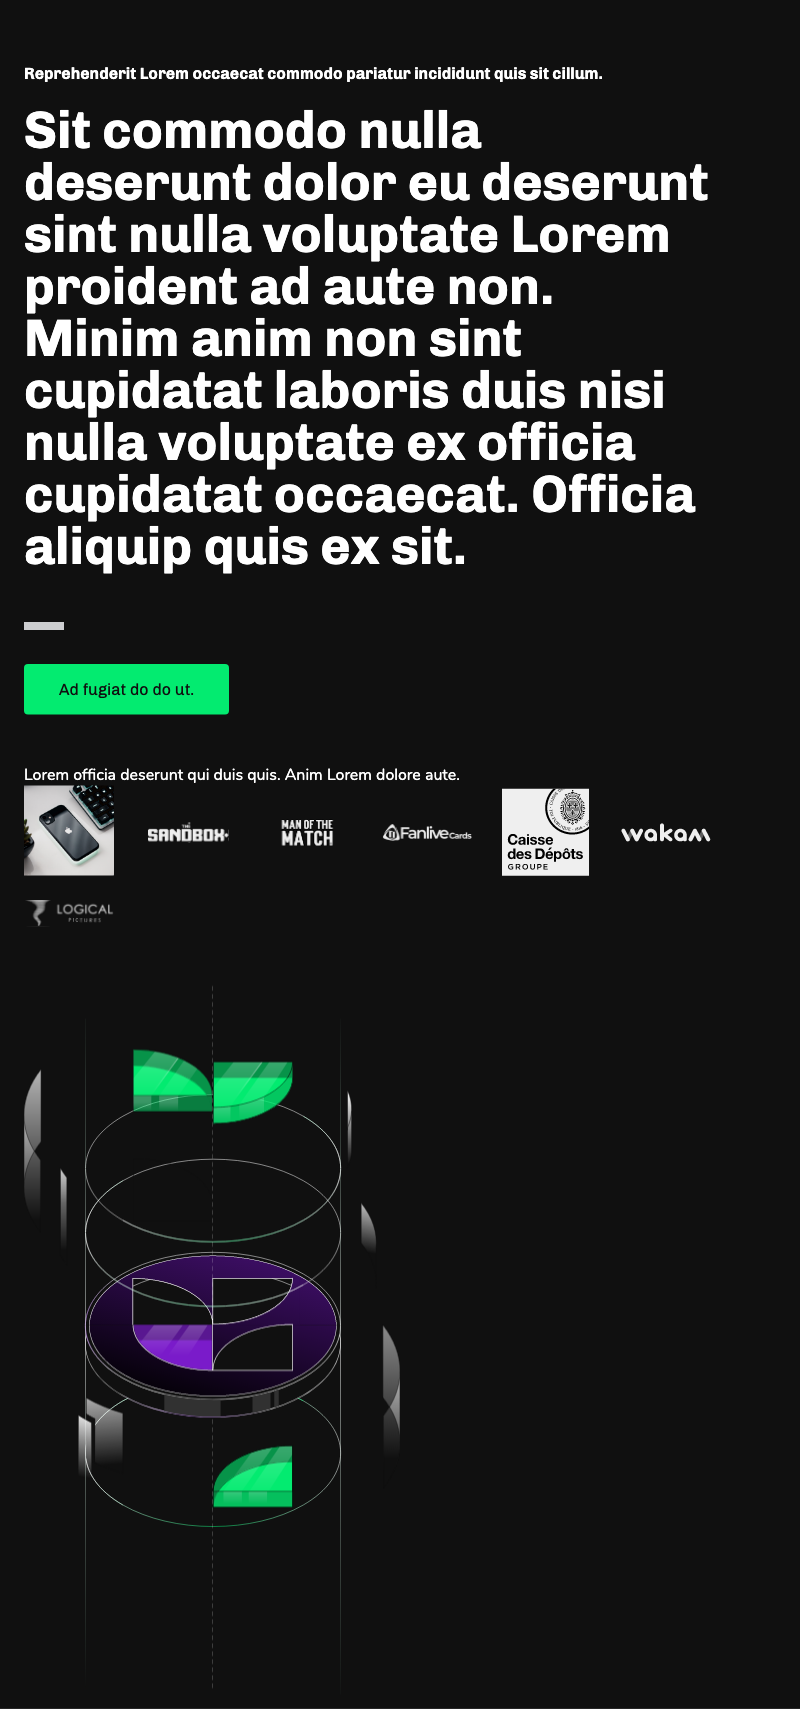 Reprehenderit Lorem occaecat commodo pariatur incididunt quis sit cillum.
Sit commodo nulla
deserunt dolor eu deserunt
sint nulla voluptate Lorem
proident ad aute non.
Minim anim non sint
cupidatat laboris duis nisi
nulla voluptate ex officia
cupidatat occaecat. Officia
aliquip quis ex sit.
Ad fugiat do do ut.
Lorem officia deserunt qui duis quis. Anim Lorem dolore aute.
THE
SANDBOX
MAN OF THE
MATCH
Fanlive Cards
Caisse
des Dépôts
GROUPE
wakam
LOGICAL
PICTURES